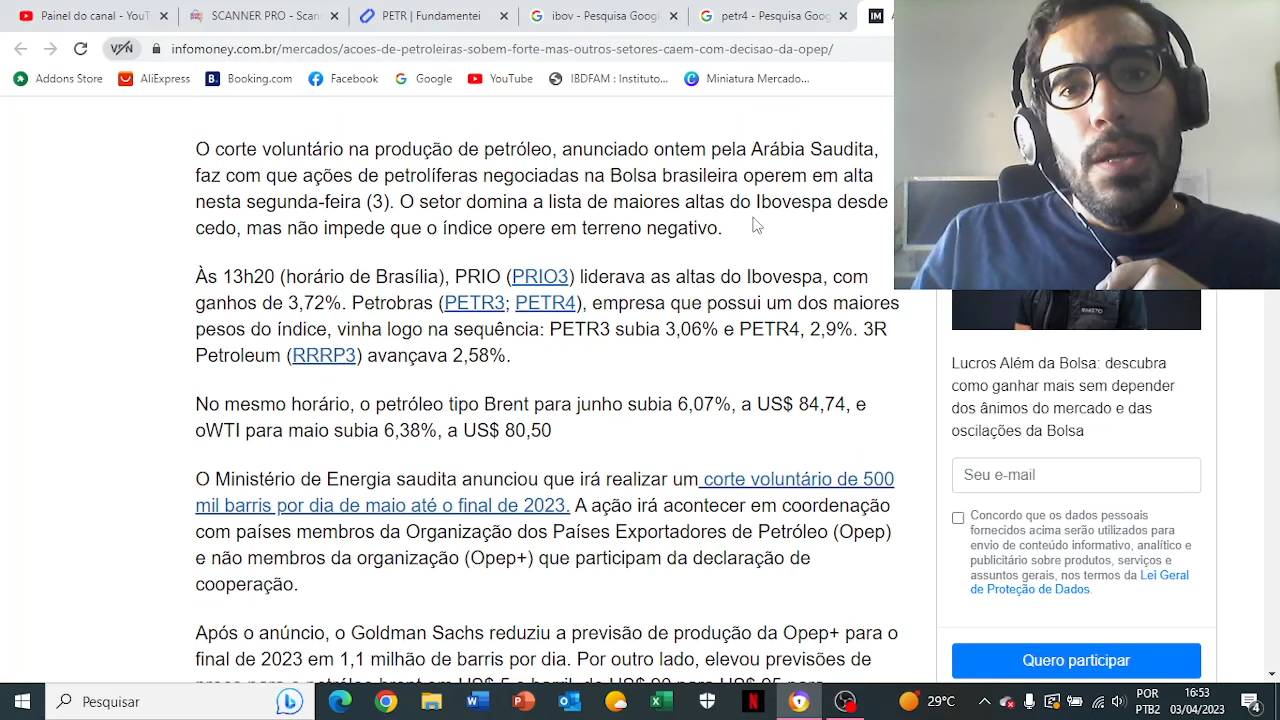 SCANNER PRO - Scan
PETR | Fundamentei
ibov - Pesquisa Goog
petr4 - Pesquisa Goog
IM
VPN
infomoney.com.br/mercados/acoes-de-petroleiras-sobem-forte-mas-outros-setores-caem-com-decisao-da-opep/
Addons Store
AliExpress
B.
Booking.com
Facebook
Google
YouTube
IBDFAM : Instituto...
Miniatura Mercado...
O corte voluntário na produção de petróleo, anunciado ontem pela Arábia Saudita,
faz com que ações de petrolíferas negociadas na Bolsa brasileira operem em alta
nesta segunda-feira (3). O setor domina a lista de maiores altas do Ibovespa desde
cedo, mas não impede que o índice opere em terreno negativo.
Às 13h20 (horário de Brasília), PRIO (PRIO3) liderava as altas do Ibovespa, com
ganhos de 3,72%. Petrobras (PETR3; PETR4), empresa que possui um dos maiores
pesos do índice, vinha logo na sequência: PETR3 subia 3,06% e PETR4, 2,9%. 3R
Petroleum (RRRP3) avançava 2,58%.
No mesmo horário, o petróleo tipo Brent para junho subia 6,07%, a US$ 84,74, e
oWTI para maio subia 6,38%, a US$ 80,50
O Ministério de Energia saudita anunciou que irá realizar um corte voluntário de 500
mil barris por dia de maio até o final de 2023. A ação irá acontecer em coordenação
com países membros da Organização dos Países Exportadores de Petróleo (Opep)
e não membros da organização (Opep+) que participam da declaração de
cooperação.
Após o anúncio, o Goldman Sachs reduziu a previsão de produção da Opep+ para o
final de 2023 em 1,1 milhão de barris por dia. Por outro lado, elevou previsões de
Lucros Além da Bolsa: descubra
como ganhar mais sem depender
dos ânimos do mercado e das
oscilações da Bolsa
Seu e-mail
Concordo que os dados pessoais
fornecidos acima serão utilizados para
envio de conteúdo informativo, analítico e
publicitário sobre produtos, serviços e
assuntos gerais, nos termos da Lei Geral
de Proteção de Dados.
Quero participar
Pesquisar
29°C
POR
PTB2
16:53
03/04/2023
4